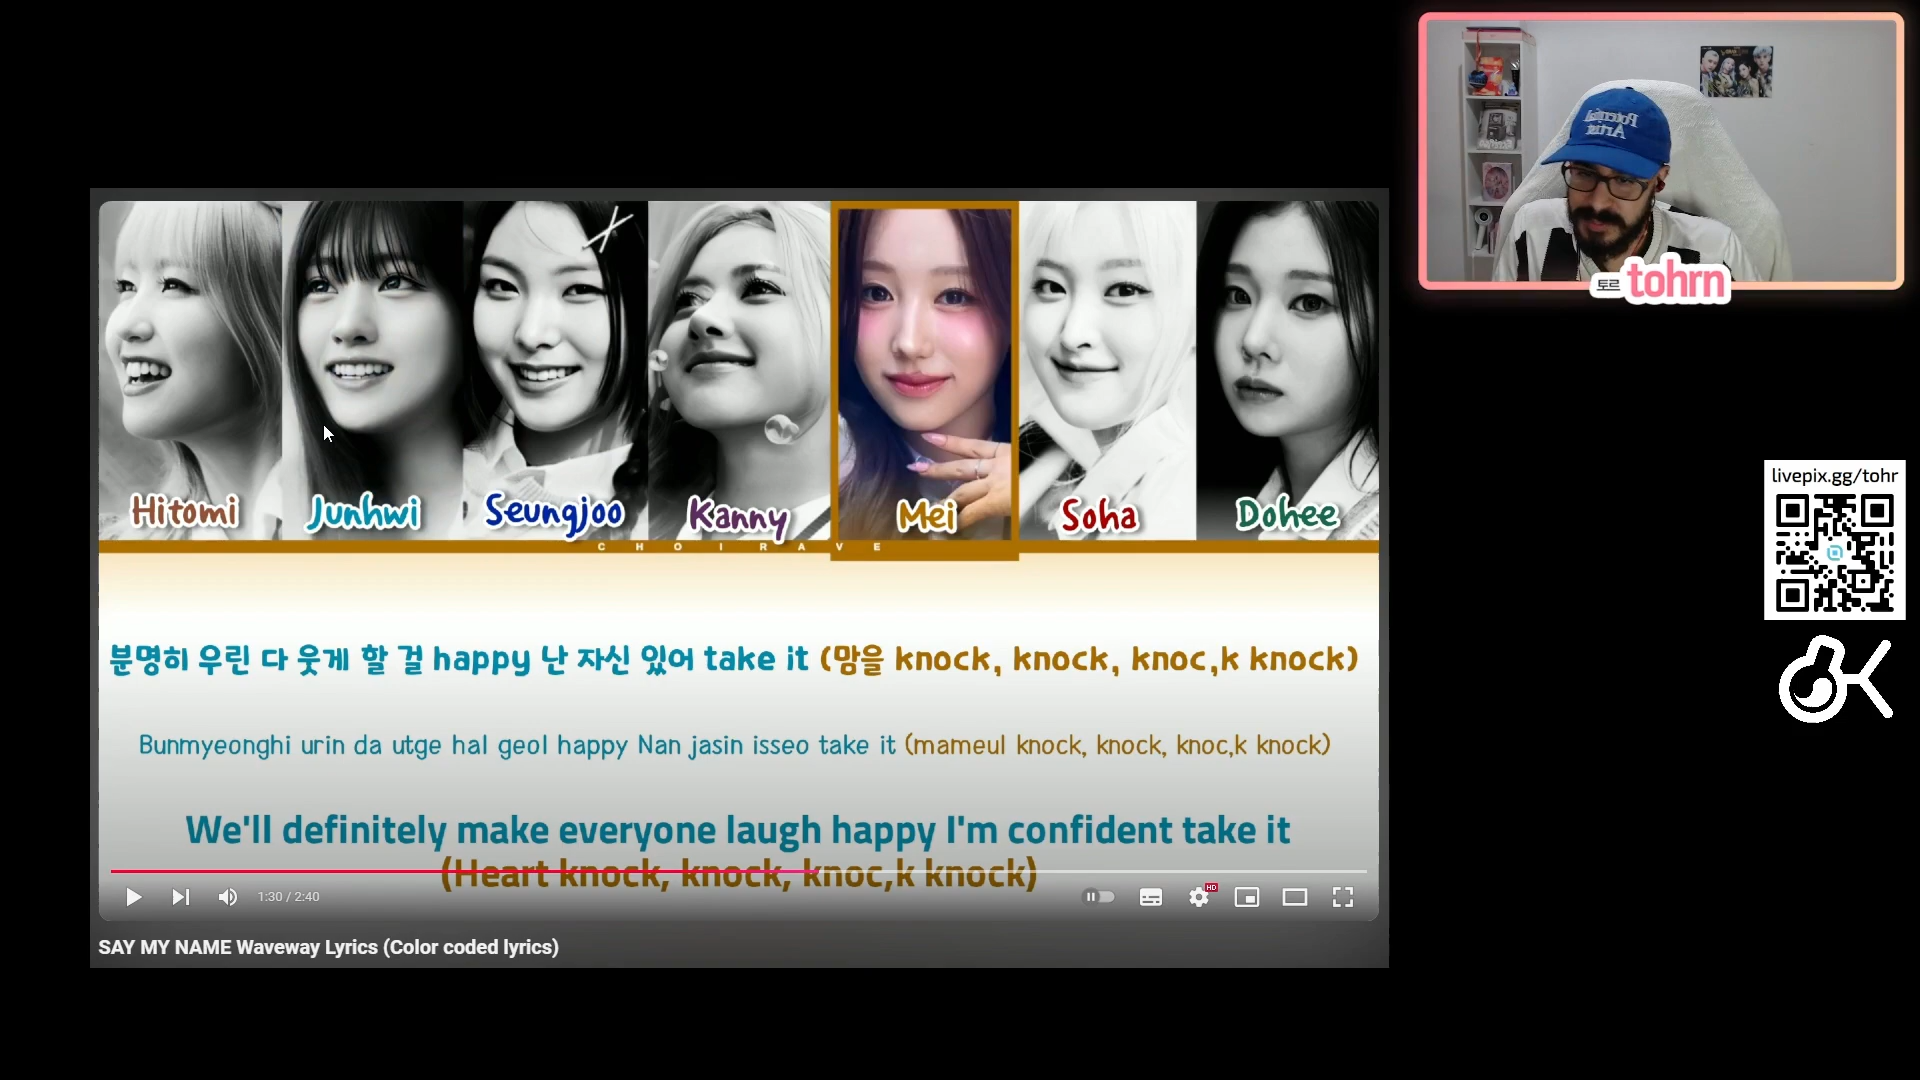 Potential
Artist
토르 tohrn
Hitomi Junhwi Seungjoo Kanny Mei Soha Dohee
CHOIRAVE
livepix.gg/tohr
분명히 우린 다 웃게 할 걸 happy 난 자신 있어 take it (맘을 knock, knock, knoc,k knock)
Bunmyeonghi urin da utge hal geol happy Nan jasin isseo take it (mameul knock, knock, knoc,k knock)
We'll definitely make everyone laugh happy I'm confident take it
(Heart knock, knock, knoc,k knock)
1:30 / 2:40
HD
SAY MY NAME Waveway Lyrics (Color coded lyrics)